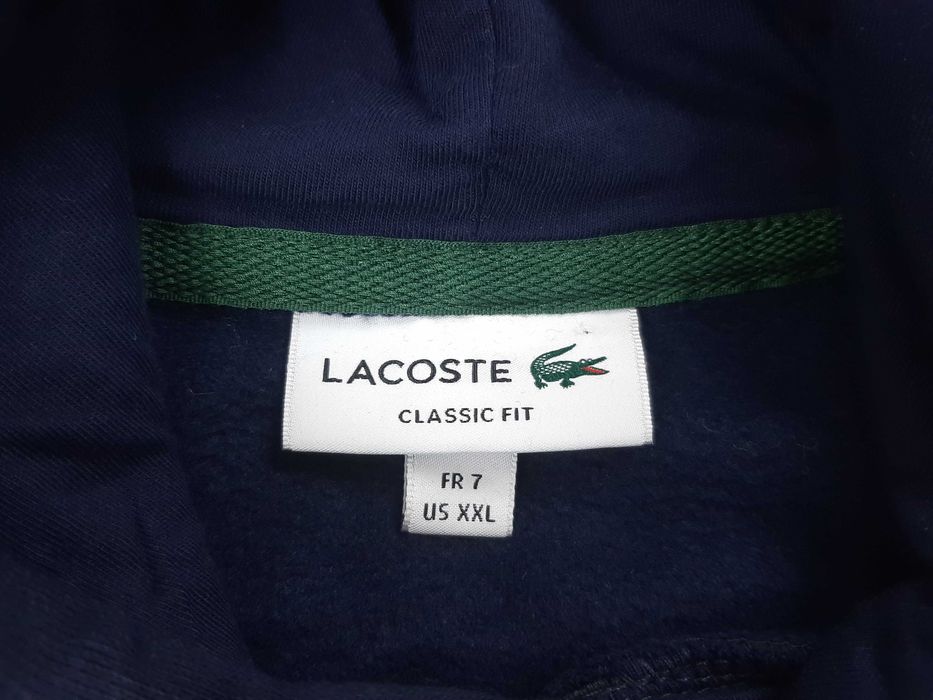 LACOSTE
CLASSIC FIT
FR 7
US XXL